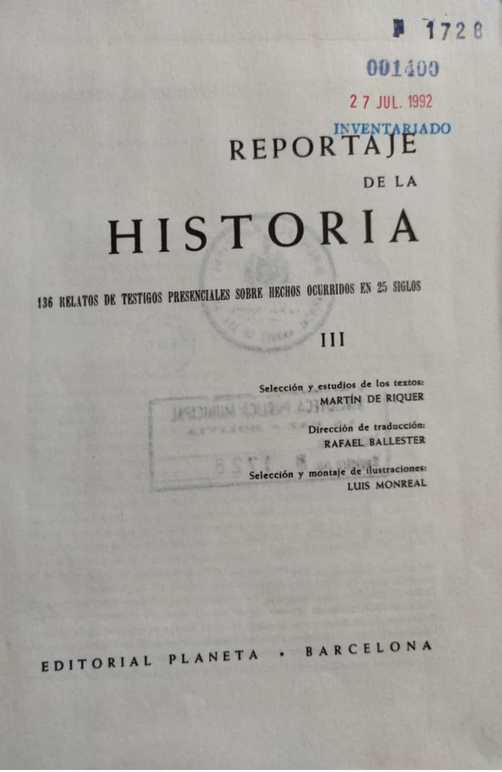 P 1728
001400
27 JUL. 1992
INVENTARIADO
REPORTAJE
DE LA
HISTORIA
136 RELATOS DE TESTIGOS PRESENCIALES SOBRE HECHOS OCURRIDOS EN 25 SIGLOS
III
Selección y estudios de los textos:
MARTÍN DE RIQUER
Dirección de traducción:
RAFAEL BALLESTER
Selección y montaje de ilustraciones:
LUIS MONREAL
EDITORIAL PLANETA • BARCELONA